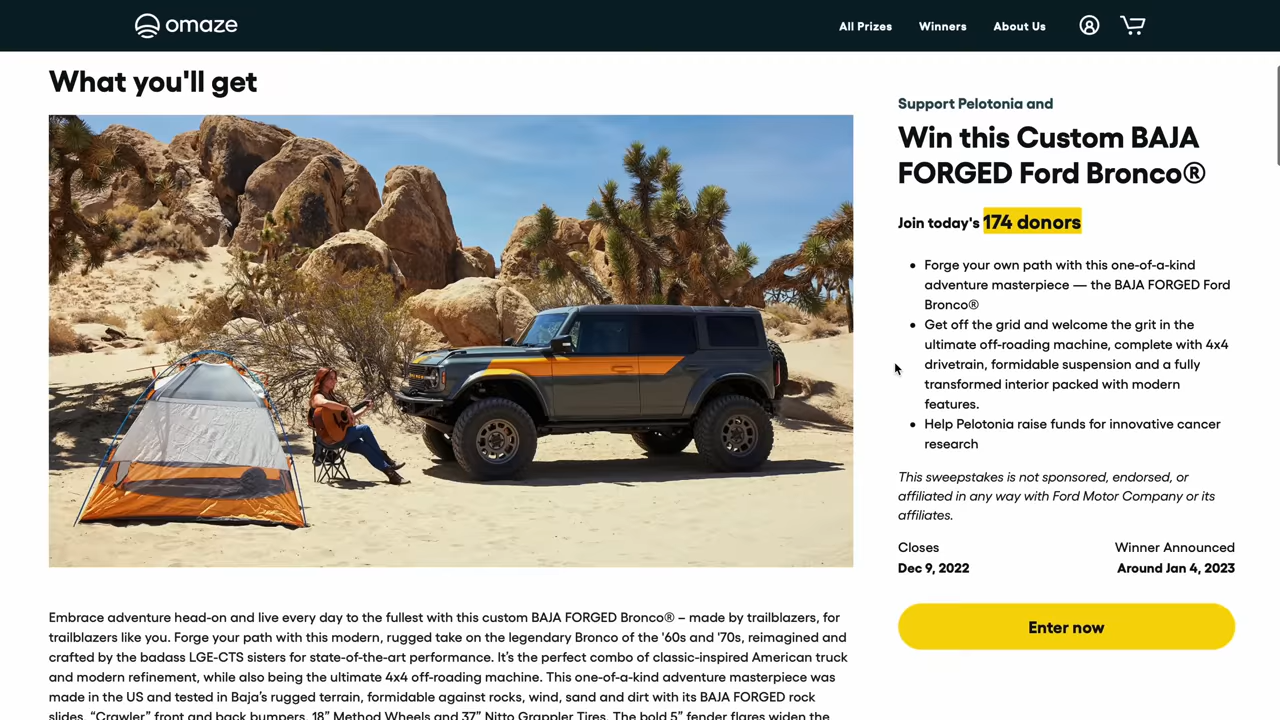 omaze
All Prizes
Winners
About Us
What you'll get
Support Pelotonia and
Win this Custom BAJA
FORGED Ford Bronco®
Join today's 174 donors
• Forge your own path with this one-of-a-kind
adventure masterpiece — the BAJA FORGED Ford
Bronco®
• Get off the grid and welcome the grit in the
ultimate off-roading machine, complete with 4x4
drivetrain, formidable suspension and a fully
transformed interior packed with modern
features.
• Help Pelotonia raise funds for innovative cancer
research
This sweepstakes is not sponsored, endorsed, or
affiliated in any way with Ford Motor Company or its
affiliates.
Closes
Dec 9, 2022
Winner Announced
Around Jan 4, 2023
Enter now
Embrace adventure head-on and live every day to the fullest with this custom BAJA FORGED Bronco® – made by trailblazers, for
trailblazers like you. Forge your path with this modern, rugged take on the legendary Bronco of the '60s and '70s, reimagined and
crafted by the badass LGE-CTS sisters for state-of-the-art performance. It's the perfect combo of classic-inspired American truck
and modern refinement, while also being the ultimate 4x4 off-roading machine. This one-of-a-kind adventure masterpiece was
made in the US and tested in Baja's rugged terrain, formidable against rocks, wind, sand and dirt with its BAJA FORGED rock
slides, "Crawler" front and back bumpers, 18" Method Wheels and 37" Nitto Grappler Tires. The bold 5" fender flares widen the